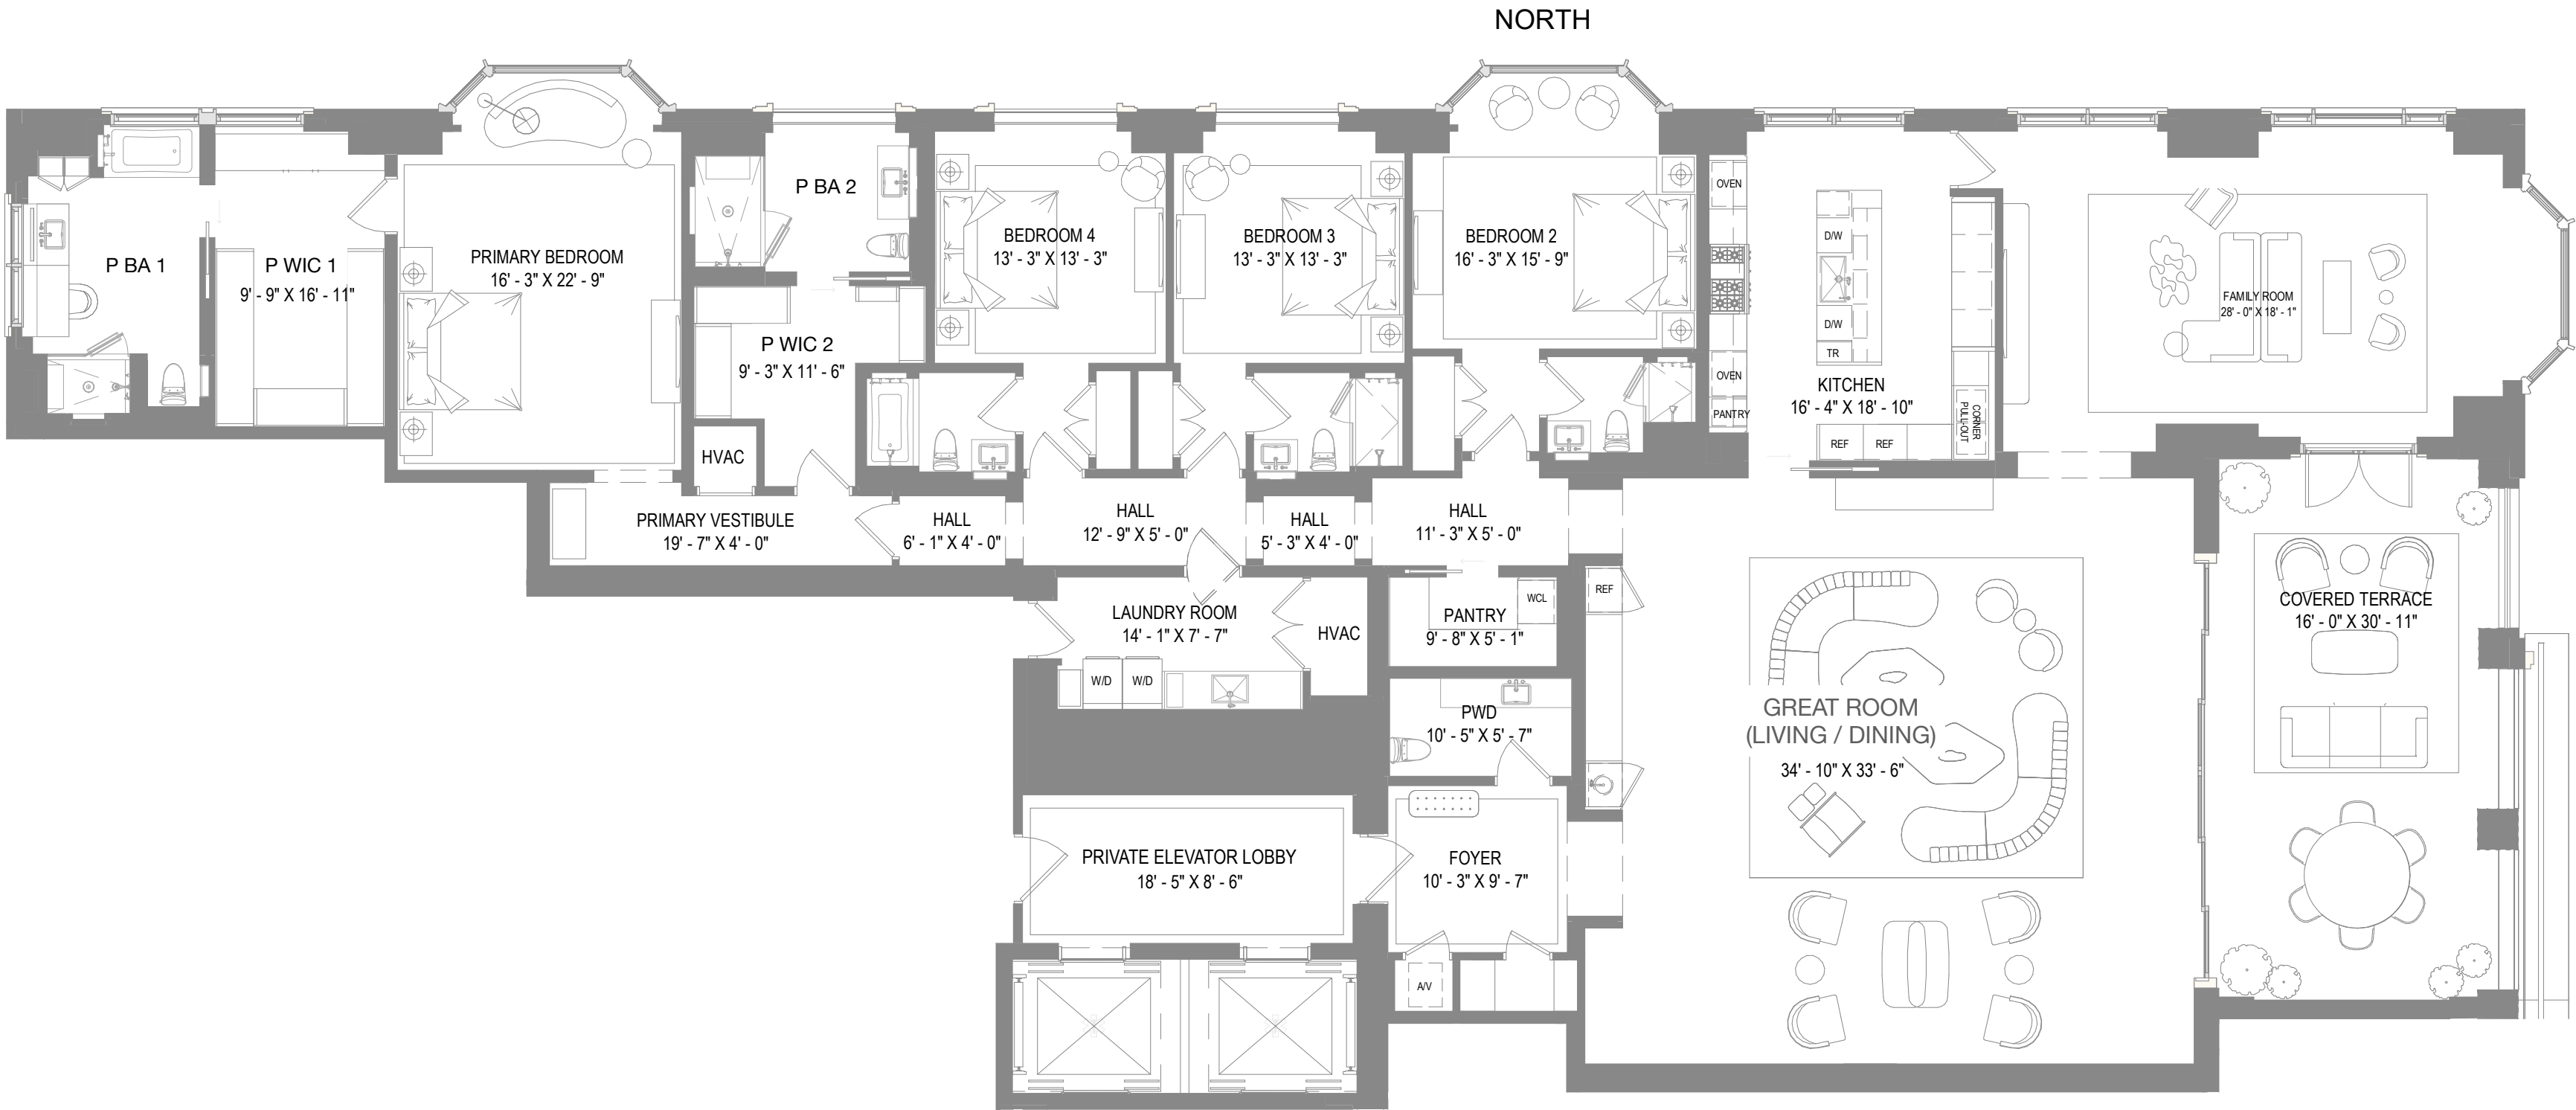 NORTH
P BA 1
P WIC 1
9' - 9" X 16' - 11"
PRIMARY BEDROOM
16' - 3" X 22' - 9"
P BA 2
P WIC 2
9' - 3" X 11' - 6"
HVAC
BEDROOM 4
13' - 3" X 13' - 3"
BEDROOM 3
13' - 3" X 13' - 3"
BEDROOM 2
16' - 3" X 15' - 9"
OVEN
OVEN
PANTRY
D/W
D/W
TR
KITCHEN
16' - 4" X 18' - 10"
REF
REF
CORNER
PULL-OUT
FAMILY ROOM
28' - 0" X 18' - 1"
PRIMARY VESTIBULE
19' - 7" X 4' - 0"
HALL
6' - 1" X 4' - 0"
HALL
12' - 9" X 5' - 0"
HALL
5' - 3" X 4' - 0"
HALL
11' - 3" X 5' - 0"
LAUNDRY ROOM
14' - 1" X 7' - 7"
W/D
W/D
HVAC
PANTRY
9' - 8" X 5' - 1"
WCL
REF
COVERED TERRACE
16' - 0" X 30' - 11"
PWD
10' - 5" X 5' - 7"
GREAT ROOM
(LIVING / DINING)
34' - 10" X 33' - 6"
PRIVATE ELEVATOR LOBBY
18' - 5" X 8' - 6"
FOYER
10' - 3" X 9' - 7"
A/V